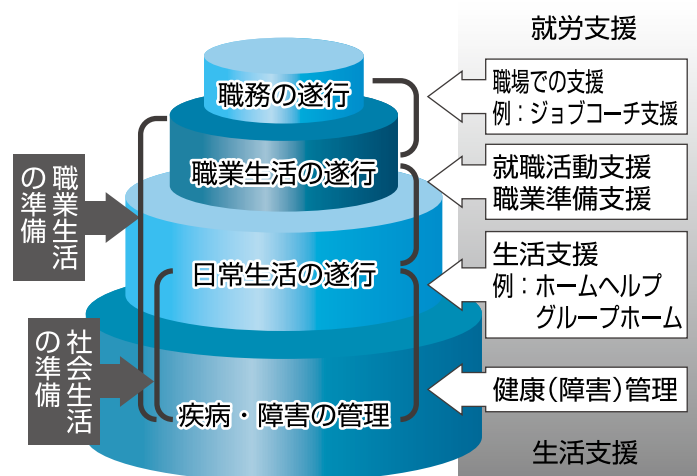 就労支援
職務の遂行
職場での支援
例：ジョブコーチ支援
職業生活の遂行
就職活動支援
職業準備支援
職業生活
の準備
日常生活の遂行
生活支援
例：ホームヘルプ
グループホーム
社会生活
の準備
疾病・障害の管理
健康（障害）管理
生活支援